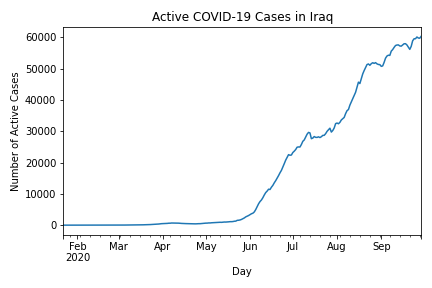 Active COVID-19 Cases in Iraq
Number of Active Cases
60000
50000
40000
30000
20000
10000
0
Feb Mar Apr May Jun Jul Aug Sep
2020
Day